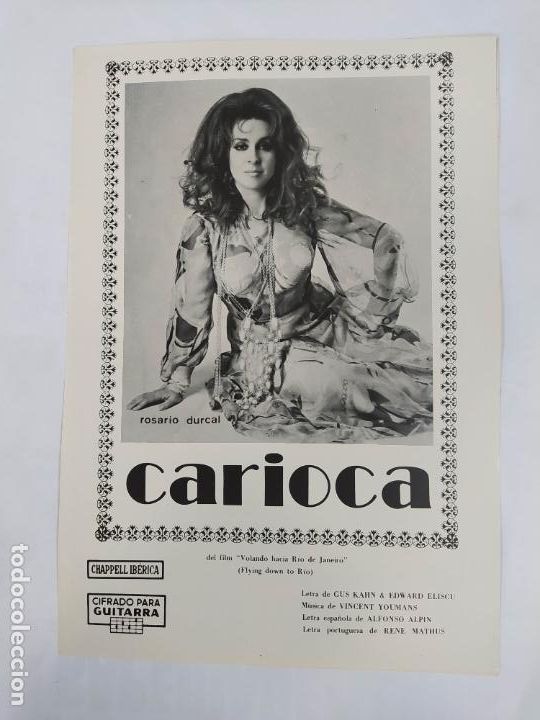 rosario durcal
carioca
del film "Volando hacia Río de Janeiro"
(Flying down to Río)
CHAPPELL IBÉRICA
CIFRADO PARA
GUITARRA
Letra de GUS KAHN & EDWARD ELISCU
Música de VINCENT YOUMANS
Letra española de ALFONSO ALPIN
Letra portuguesa de RENE MATHUS
todocoleccion.net